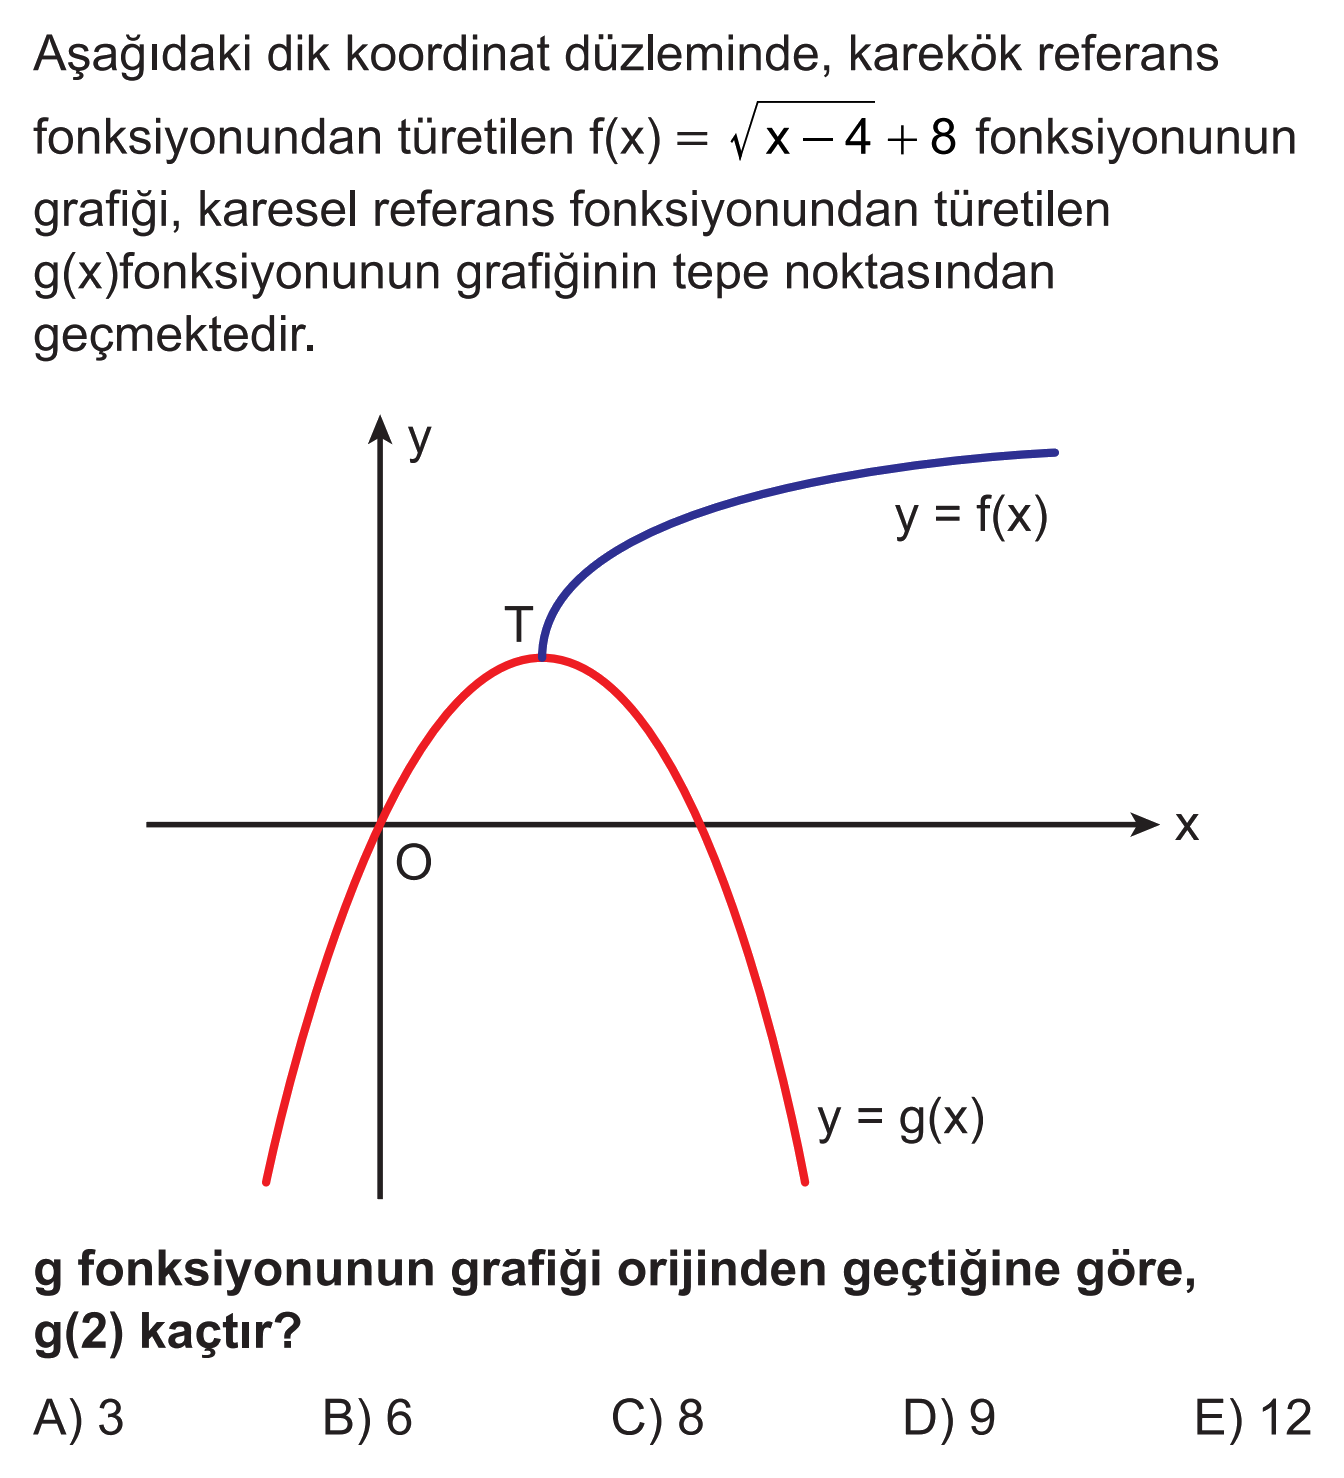 Aşağıdaki dik koordinat düzleminde, karekök referans
fonksiyonundan türetilen f(x) = √(x − 4) + 8 fonksiyonunun
grafiği, karesel referans fonksiyonundan türetilen
g(x)fonksiyonunun grafiğinin tepe noktasından
geçmektedir.
y
y = f(x)
T
x
O
y = g(x)
g fonksiyonunun grafiği orijinden geçtiğine göre,
g(2) kaçtır?
A) 3 B) 6 C) 8 D) 9 E) 12